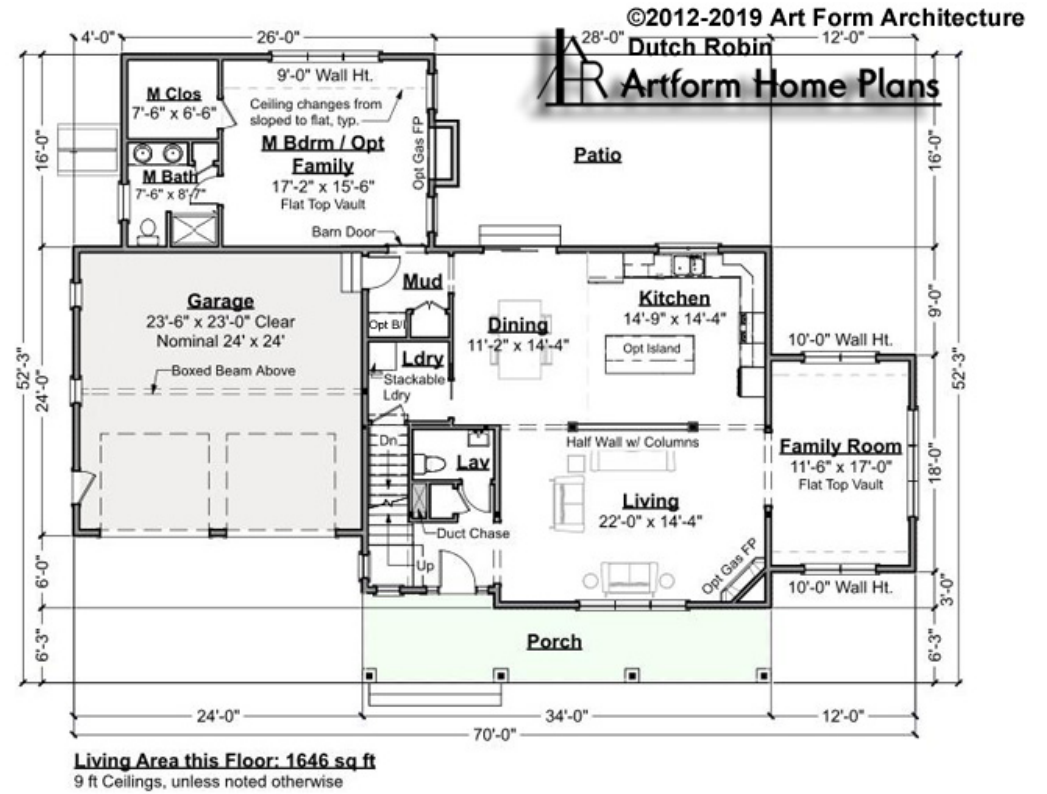 ©2012-2019 Art Form Architecture
Dutch Robin
AHR
Artform Home Plans
4'-0"
26'-0"
28'-0"
12'-0"
9'-0" Wall Ht.
M Clos
7'-6" x 6'-6"
Ceiling changes from
sloped to flat, typ.
M Bdrm / Opt
Family
17'-2" x 15'-6"
Flat Top Vault
Opt Gas FP
Patio
16'-0"
16'-0"
M Bath
7'-6" x 8'-7"
Barn Door
Mud
Garage
23'-6" x 23'-0" Clear
Nominal 24' x 24'
Opt B/I
Dining
11'-2" x 14'-4"
Kitchen
14'-9" x 14'-4"
Opt Island
9'-0"
10'-0" Wall Ht.
Boxed Beam Above
Ldry
Stackable
Ldry
52'-3"
24'-0"
52'-3"
Dn
Lav
Half Wall w/ Columns
Family Room
11'-6" x 17'-0"
Flat Top Vault
18'-0"
Living
22'-0" x 14'-4"
Duct Chase
Up
Opt Gas FP
10'-0" Wall Ht.
6'-0"
3'-0"
Porch
6'-3"
6'-3"
24'-0"
34'-0"
12'-0"
70'-0"
Living Area this Floor: 1646 sq ft
9 ft Ceilings, unless noted otherwise